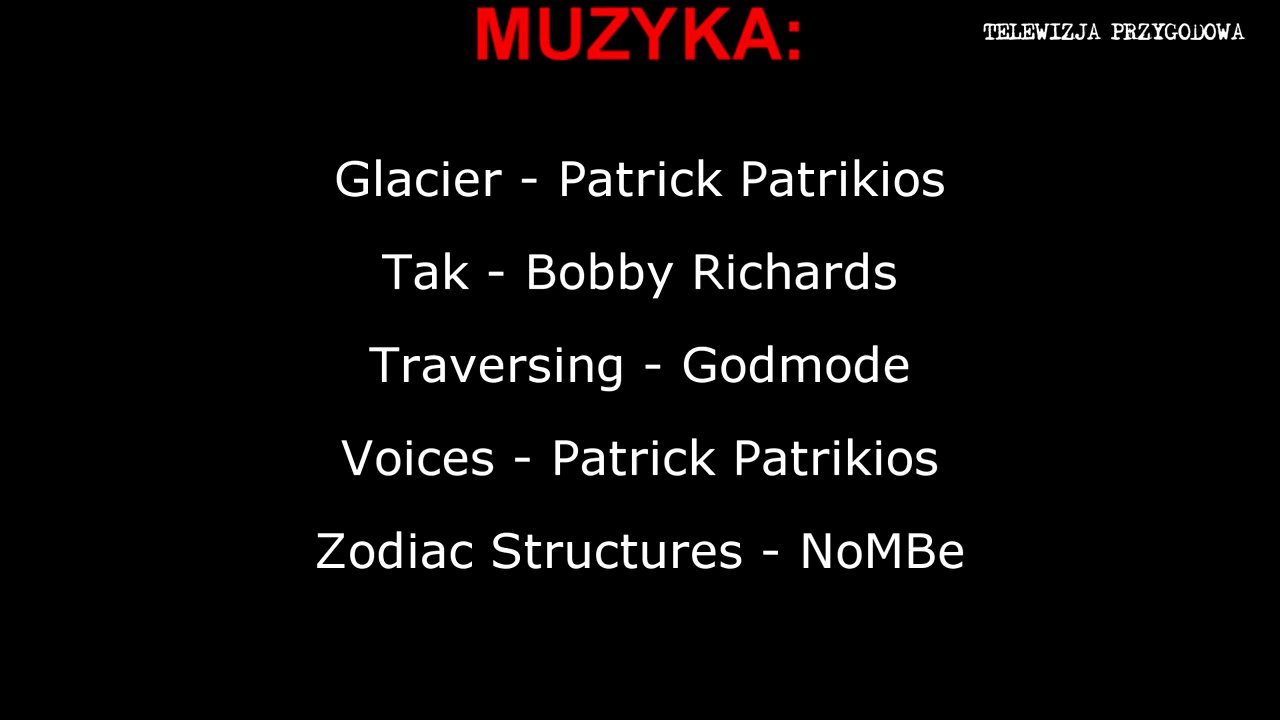 MUZYKA:
TELEWIZJA PRZYGODOWA
Glacier - Patrick Patrikios
Tak - Bobby Richards
Traversing - Godmode
Voices - Patrick Patrikios
Zodiac Structures - NoMBe